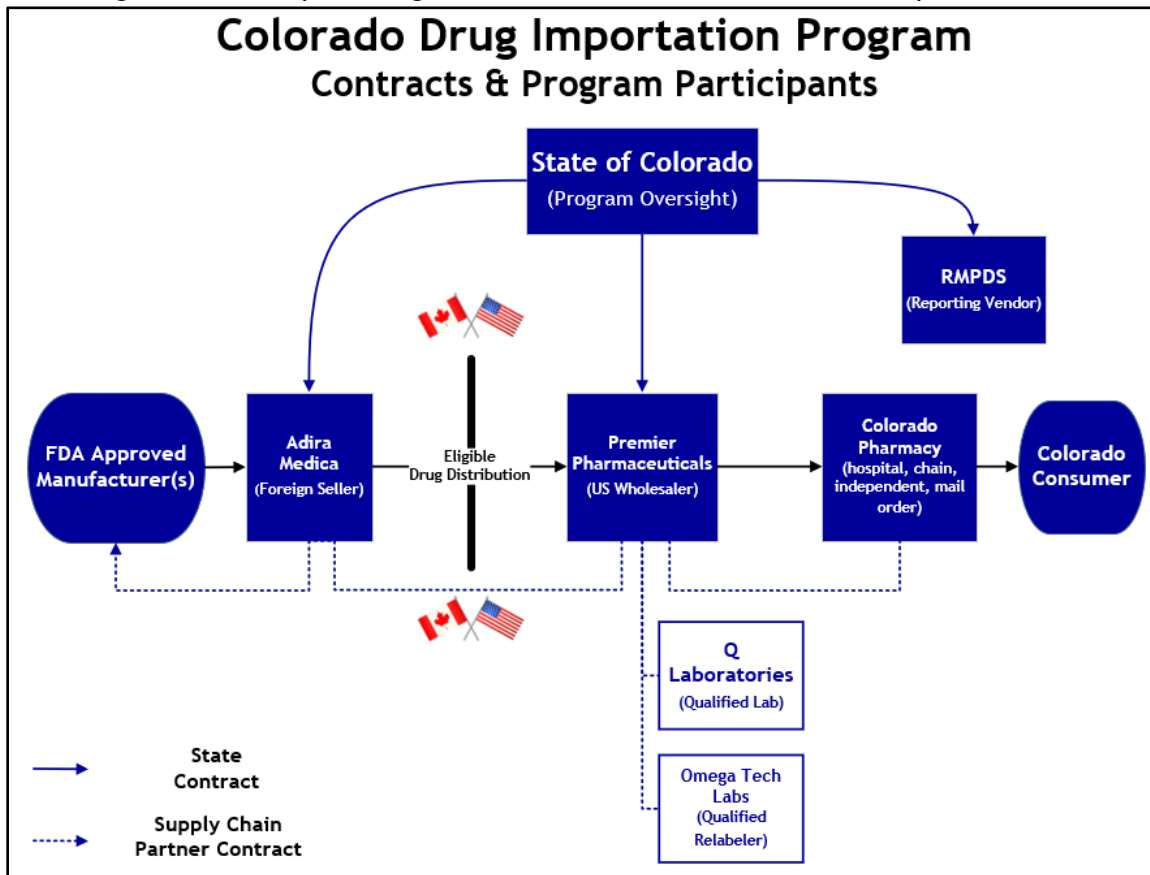 Colorado Drug Importation Program
Contracts & Program Participants
State of Colorado
(Program Oversight)
RMPDS
(Reporting Vendor)
FDA Approved
Manufacturer(s)
Adira
Medica
(Foreign Seller)
Eligible
Drug Distribution
Premier
Pharmaceuticals
(US Wholesaler)
Colorado
Pharmacy
(hospital, chain,
independent, mail
order)
Colorado
Consumer
Q
Laboratories
(Qualified Lab)
Omega Tech
Labs
(Qualified
Relabeler)
State
Contract
Supply Chain
Partner Contract